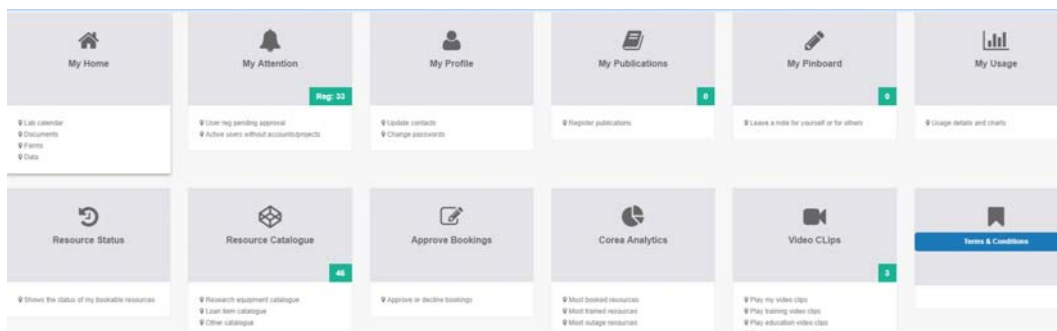 My Home
My Attention
My Profile
My Publications
My Pinboard
My Usage
Reg: 33
0
0
Lab calendar
Documents
Forms
Data
User reg pending approval
Active users without accounts/projects
Update contacts
Change passwords
Register publications
Leave a note for yourself or for others
Usage details and charts
Resource Status
Resource Catalogue
Approve Bookings
Corea Analytics
Video CLips
Terms & Conditions
46
3
Shows the status of my bookable resources
Research equipment catalogue
Loan item catalogue
Other catalogue
Approve or decline bookings
Most booked resources
Most trained resources
Most outage resources
Play my video clips
Play training video clips
Play education video clips